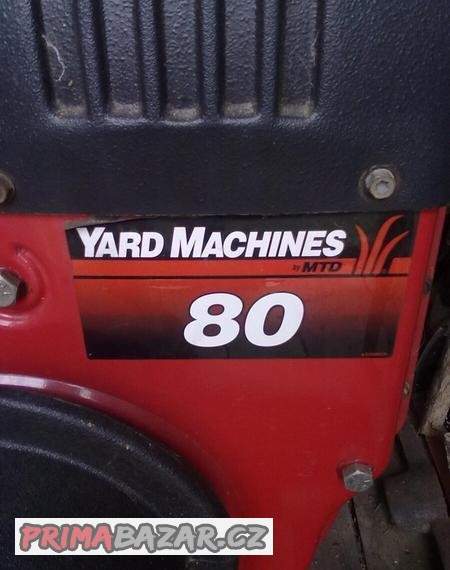 YARD MACHINES
by MTD
80
PRIMABAZAR.CZ